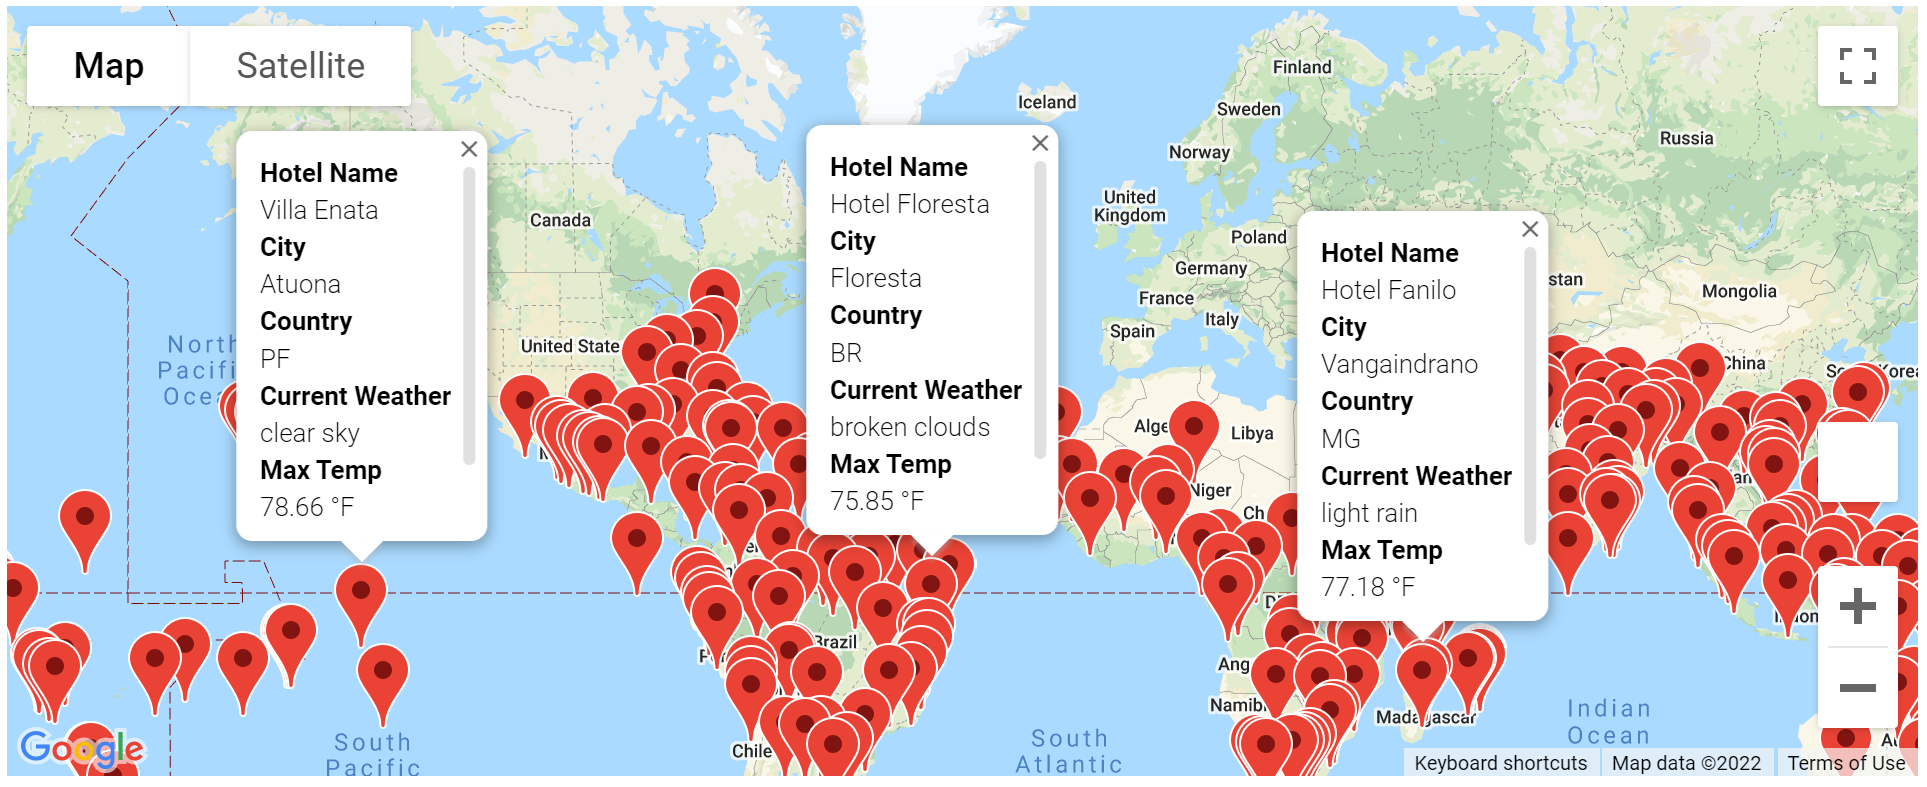 Map
Satellite
Finland
Iceland
Sweden
Russia
Norway
Hotel Name
Villa Enata
City
Atuona
Country
PF
Current Weather
clear sky
Max Temp
78.66 °F
Hotel Name
Hotel Floresta
City
Floresta
Country
BR
Current Weather
broken clouds
Max Temp
75.85 °F
Hotel Name
Hotel Fanilo
City
Vangaindrano
Country
MG
Current Weather
light rain
Max Temp
77.18 °F
Canada
United
Kingdom
Poland
Germany
France
Spain
Italy
stan
Mongolia
United State
North
Pacifi
Ocea
China
Korea
Alge
Libya
Niger
Ch
Brazil
Ang
Namib
Madagascar
Chile
South
Pacific
South
Atlantic
Indian
Ocean
Google
Keyboard shortcuts
Map data ©2022
Terms of Use